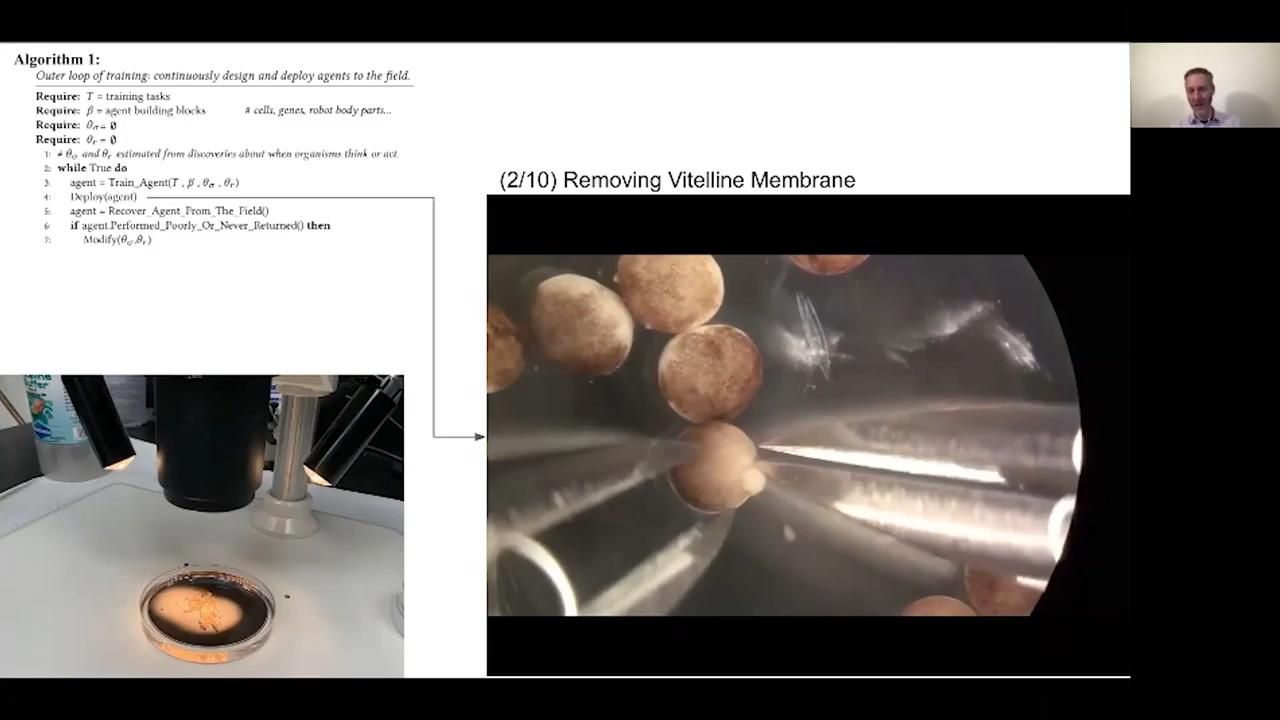 Algorithm 1:
Outer loop of training: continuously design and deploy agents to the field.
Require: T = training tasks
Require: β = agent building blocks # cells, genes, robot body parts...
Require: θσ = ∅
Require: θr = ∅
1: # θσ and θr estimated from discoveries about when organisms think or act.
2: while True do
3: agent = Train_Agent(T , β , θσ , θr)
4: Deploy(agent)
5: agent = Recover_Agent_From_The_Field()
6: if agent.Performed_Poorly_Or_Never_Returned() then
7: Modify(θσ,θr)
(2/10) Removing Vitelline Membrane